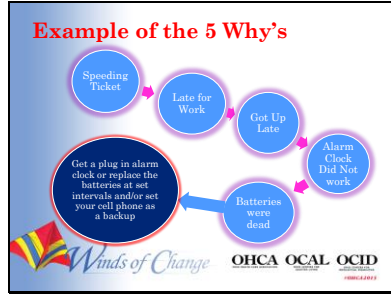 Example of the 5 Why's
Speeding
Ticket
Late for
Work
Got Up
Late
Alarm
Clock
Did Not
work
Batteries
were
dead
Get a plug in alarm
clock or replace the
batteries at set
intervals and/or set
your cell phone as
a backup
Winds of Change
OHCA OCAL OCID
#OHCA2013